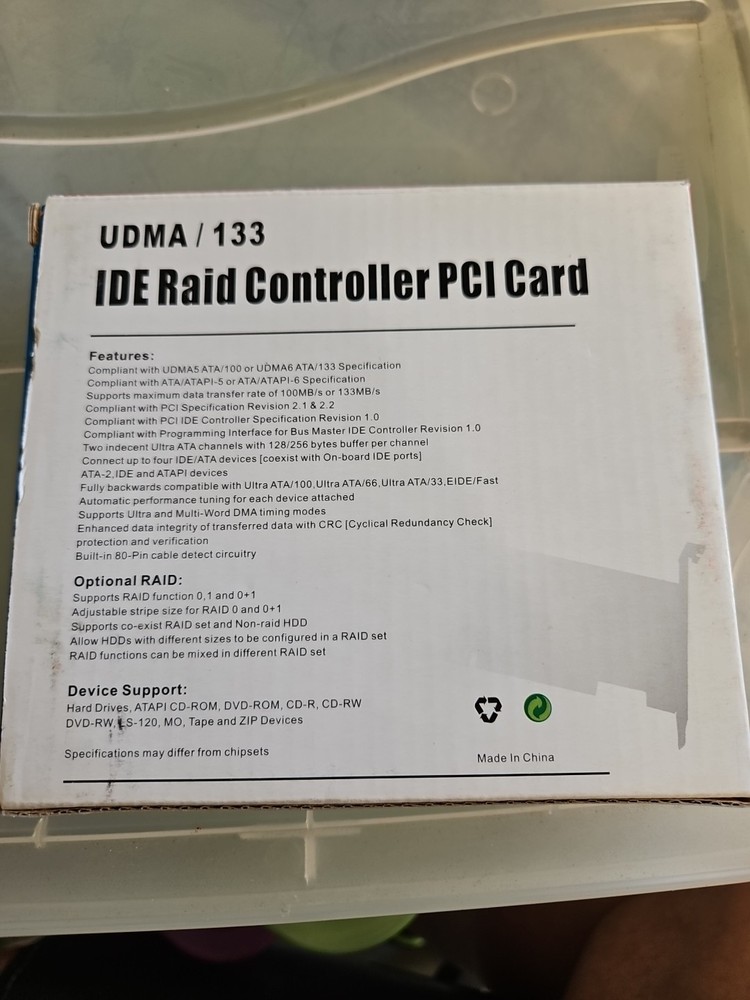 UDMA / 133
IDE Raid Controller PCI Card
Features:
Compliant with UDMA5 ATA/100 or UDMA6 ATA/133 Specification
Compliant with ATA/ATAPI-5 or ATA/ATAPI-6 Specification
Supports maximum data transfer rate of 100MB/s or 133MB/s
Compliant with PCI Specification Revision 2.1 & 2.2
Compliant with PCI IDE Controller Specification Revision 1.0
Compliant with Programming Interface for Bus Master IDE Controller Revision 1.0
Two indecent Ultra ATA channels with 128/256 bytes buffer per channel
Connect up to four IDE/ATA devices [coexist with On-board IDE ports]
ATA-2,IDE and ATAPI devices
Fully backwards compatible with Ultra ATA/100,Ultra ATA/66,Ultra ATA/33,EIDE/Fast
Automatic performance tuning for each device attached
Supports Ultra and Multi-Word DMA timing modes
Enhanced data integrity of transferred data with CRC [Cyclical Redundancy Check]
protection and verification
Built-in 80-Pin cable detect circuitry
Optional RAID:
Supports RAID function 0,1 and 0+1
Adjustable stripe size for RAID 0 and 0+1
Supports co-exist RAID set and Non-raid HDD
Allow HDDs with different sizes to be configured in a RAID set
RAID functions can be mixed in different RAID set
Device Support:
Hard Drives, ATAPI CD-ROM, DVD-ROM, CD-R, CD-RW
DVD-RW, LS-120, MO, Tape and ZIP Devices
Specifications may differ from chipsets
Made In China